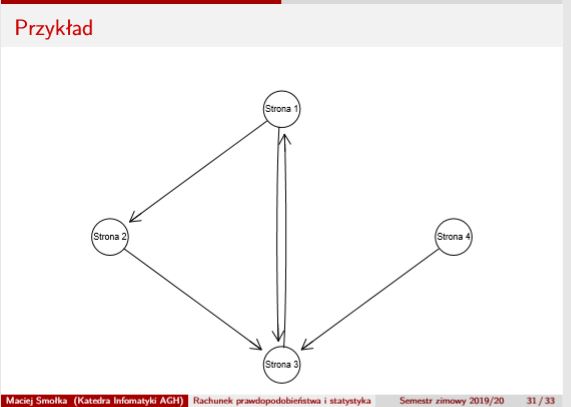 Przykład
Strona 1
Strona 2
Strona 4
Strona 3
Maciej Smołka (Katedra Infomatyki AGH) Rachunek prawdopodobieństwa i statystyka Semestr zimowy 2019/20 31 / 33